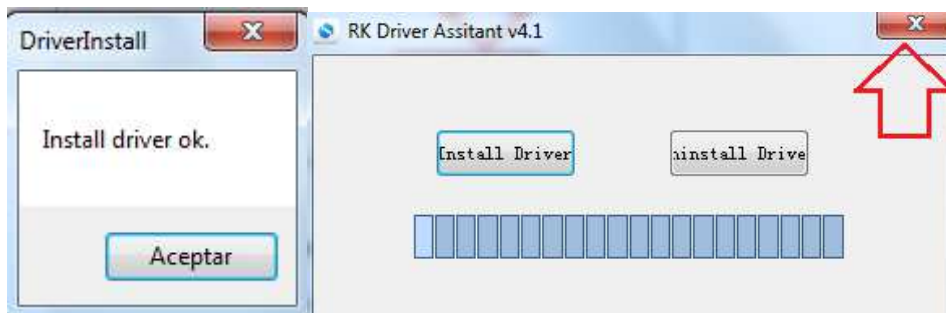 DriverInstall
Install driver ok.
Aceptar
RK Driver Assitant v4.1
Install Driver
ninstall Drive